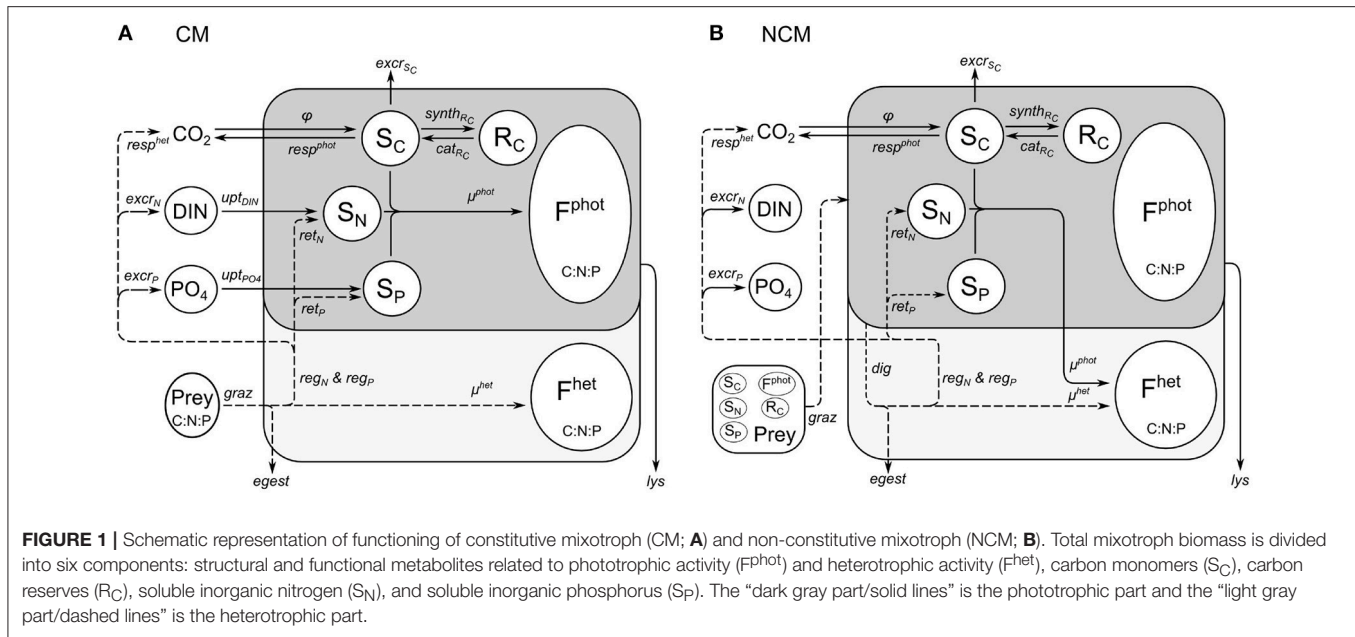 A CM
excr_SC
CO2
φ
resp^phot
S_C
synth_RC
cat_RC
R_C
resp^het
excr_N
DIN
upt_DIN
S_N
ret_N
μ^phot
F^phot
C:N:P
excr_P
PO4
upt_PO4
S_P
ret_P
reg_N & reg_P
Prey
C:N:P
graz
μ^het
F^het
C:N:P
egest
lys
B NCM
excr_SC
CO2
φ
resp^phot
S_C
synth_RC
cat_RC
R_C
resp^het
excr_N
DIN
S_N
ret_N
F^phot
C:N:P
excr_P
PO4
S_P
ret_P
dig
reg_N & reg_P
μ^phot
μ^het
F^het
C:N:P
S_C F^phot
S_N R_C
S_P Prey
graz
egest
lys
FIGURE 1 | Schematic representation of functioning of constitutive mixotroph (CM; A) and non-constitutive mixotroph (NCM; B). Total mixotroph biomass is divided
into six components: structural and functional metabolites related to phototrophic activity (F^phot) and heterotrophic activity (F^het), carbon monomers (S_C), carbon
reserves (R_C), soluble inorganic nitrogen (S_N), and soluble inorganic phosphorus (S_P). The “dark gray part/solid lines” is the phototrophic part and the “light gray
part/dashed lines” is the heterotrophic part.